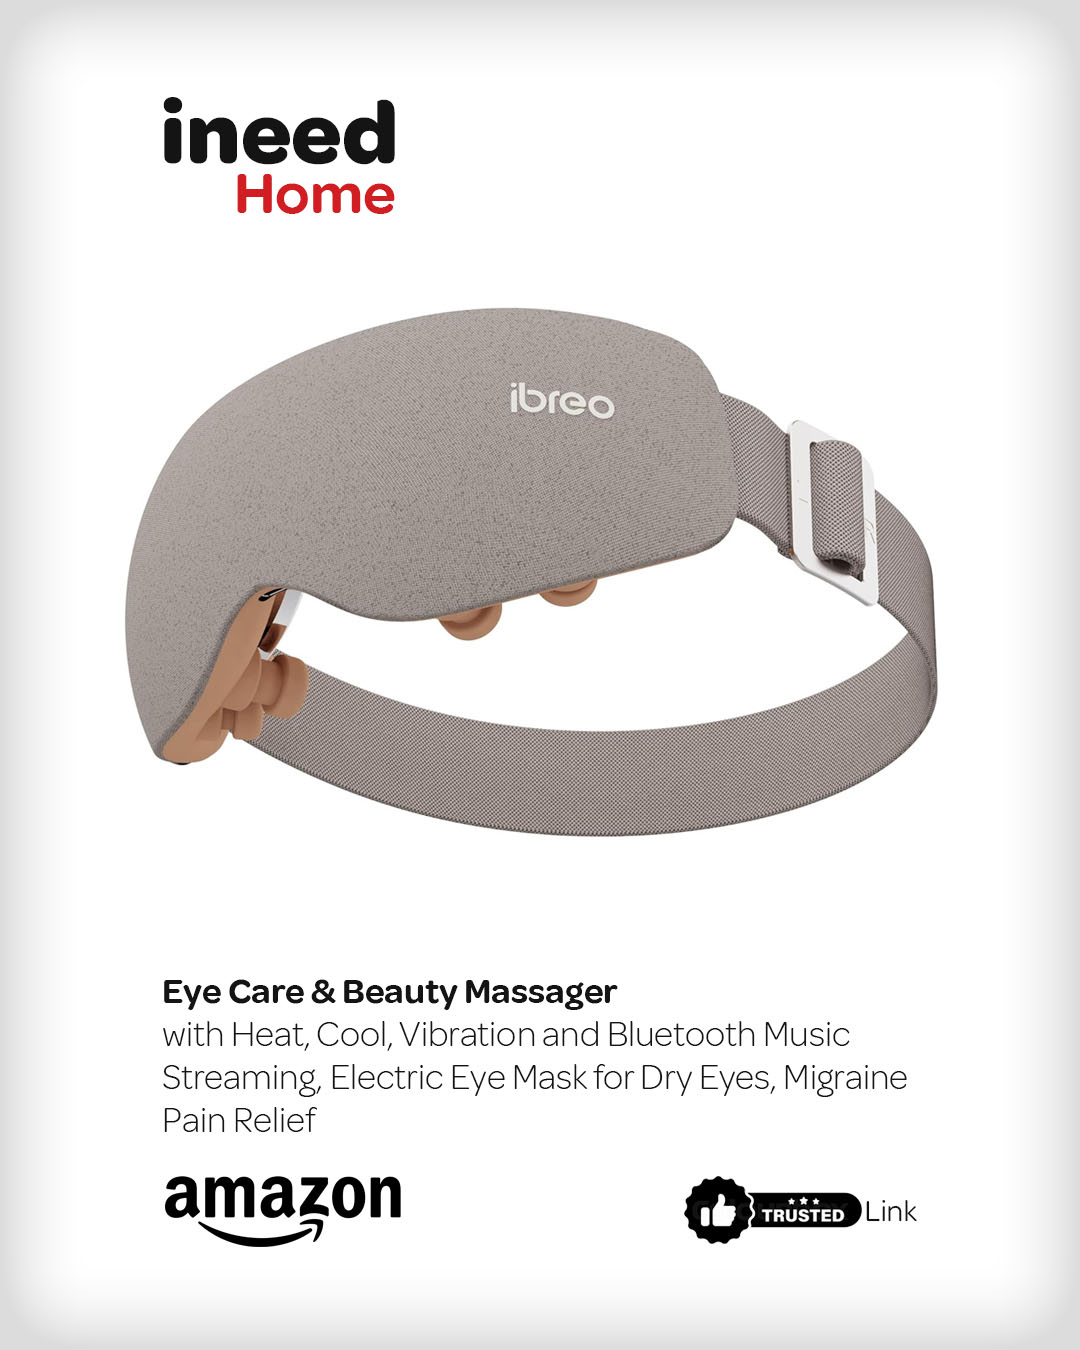 ineed
Home
ibreo
Eye Care & Beauty Massager
with Heat, Cool, Vibration and Bluetooth Music
Streaming, Electric Eye Mask for Dry Eyes, Migraine
Pain Relief
amazon
TRUSTED Link